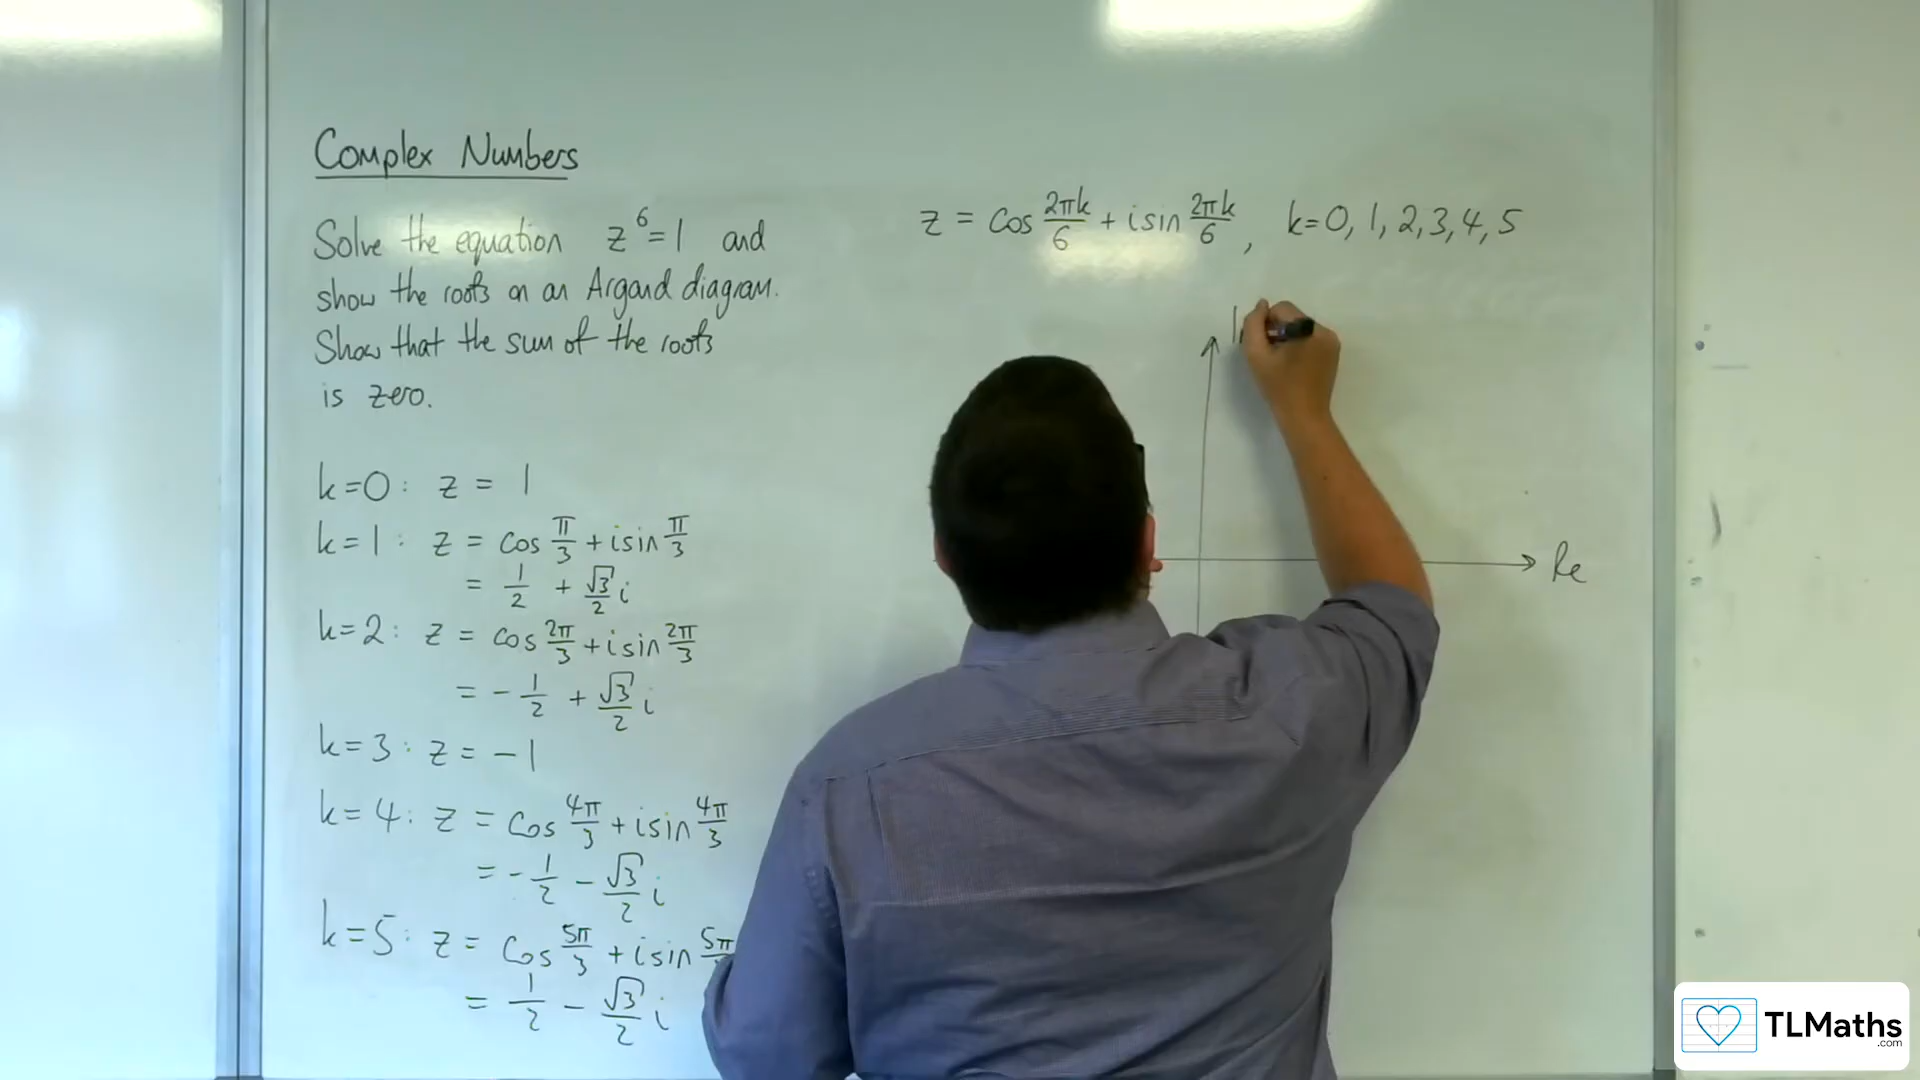 Complex Numbers
Solve the equation z⁶=1 and
show the roots on an Argand diagram.
Show that the sum of the roots
is zero.
k=0: z = 1
k=1: z = cos π/3 + i sin π/3
= 1/2 + √3/2 i
k=2: z = cos 2π/3 + i sin 2π/3
= -1/2 + √3/2 i
k=3: z = -1
k=4: z = cos 4π/3 + i sin 4π/3
= -1/2 - √3/2 i
k=5: z = cos 5π/3 + i sin 5π
= 1/2 - √3/2 i
z = cos 2πk/6 + i sin 2πk/6, k=0, 1, 2, 3, 4, 5
Re
TLMaths
.com